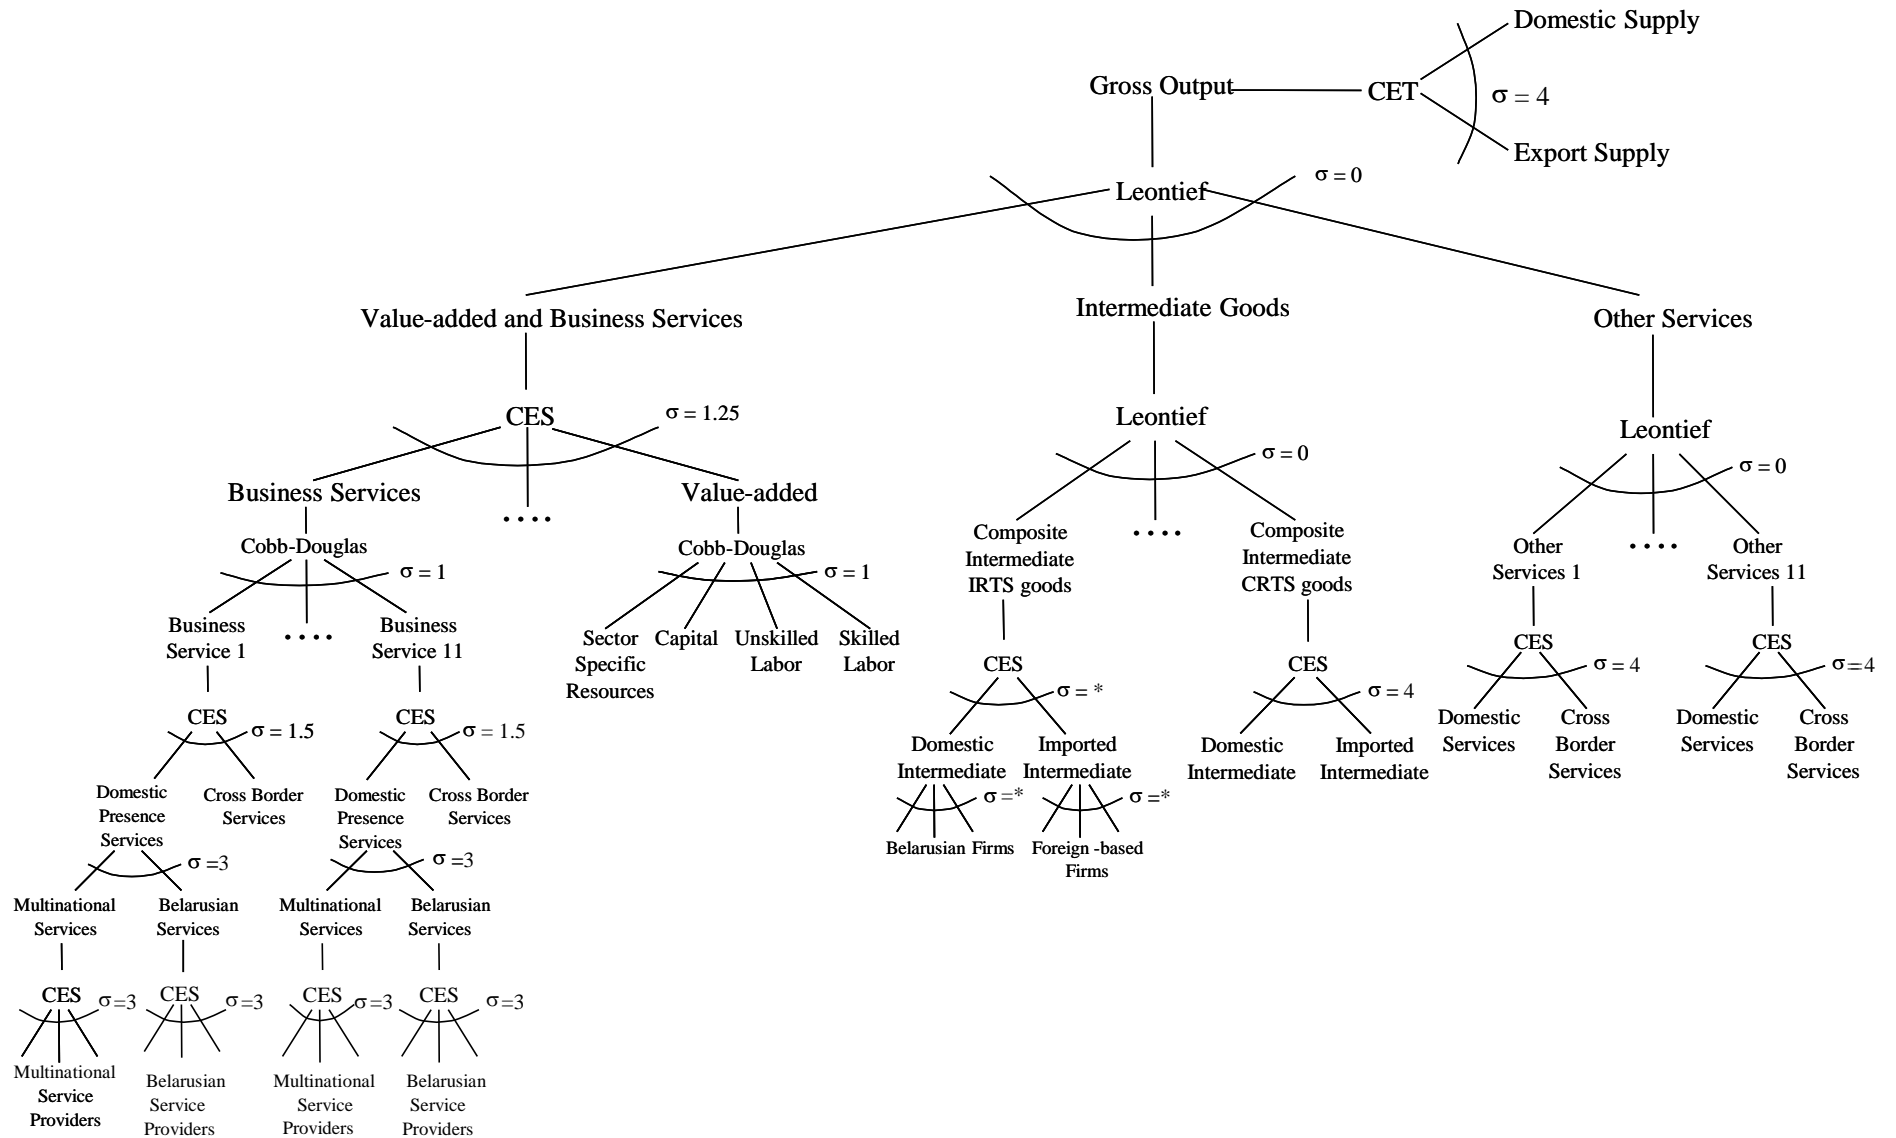 Domestic Supply
Gross Output
CET
σ = 4
Export Supply
Leontief
σ = 0
Value-added and Business Services
Intermediate Goods
Other Services
CES
σ = 1.25
Leontief
σ = 0
Leontief
σ = 0
Business Services
....
Value-added
Cobb-Douglas
σ = 1
Cobb-Douglas
σ = 1
Composite
Intermediate
IRTS goods
....
Composite
Intermediate
CRTS goods
Other
Services 1
....
Other
Services 11
Business
Service 1
....
Business
Service 11
Sector
Specific
Resources
Capital
Unskilled
Labor
Skilled
Labor
CES
σ = *
CES
σ = 4
CES
σ = 4
CES
σ = 4
CES
σ = 1.5
CES
σ = 1.5
Domestic
Intermediate
σ =*
Imported
Intermediate
σ =*
Domestic
Intermediate
Imported
Intermediate
Domestic
Services
Cross
Border
Services
Domestic
Services
Cross
Border
Services
Domestic
Presence
Services
Cross Border
Services
Domestic
Presence
Services
Cross Border
Services
Belarusian Firms
Foreign -based
Firms
σ =3
σ =3
Multinational
Services
Belarusian
Services
Multinational
Services
Belarusian
Services
CES
σ=3
CES
σ =3
CES
σ=3
CES
σ =3
Multinational
Service
Providers
Belarusian
Service
Providers
Multinational
Service
Providers
Belarusian
Service
Providers